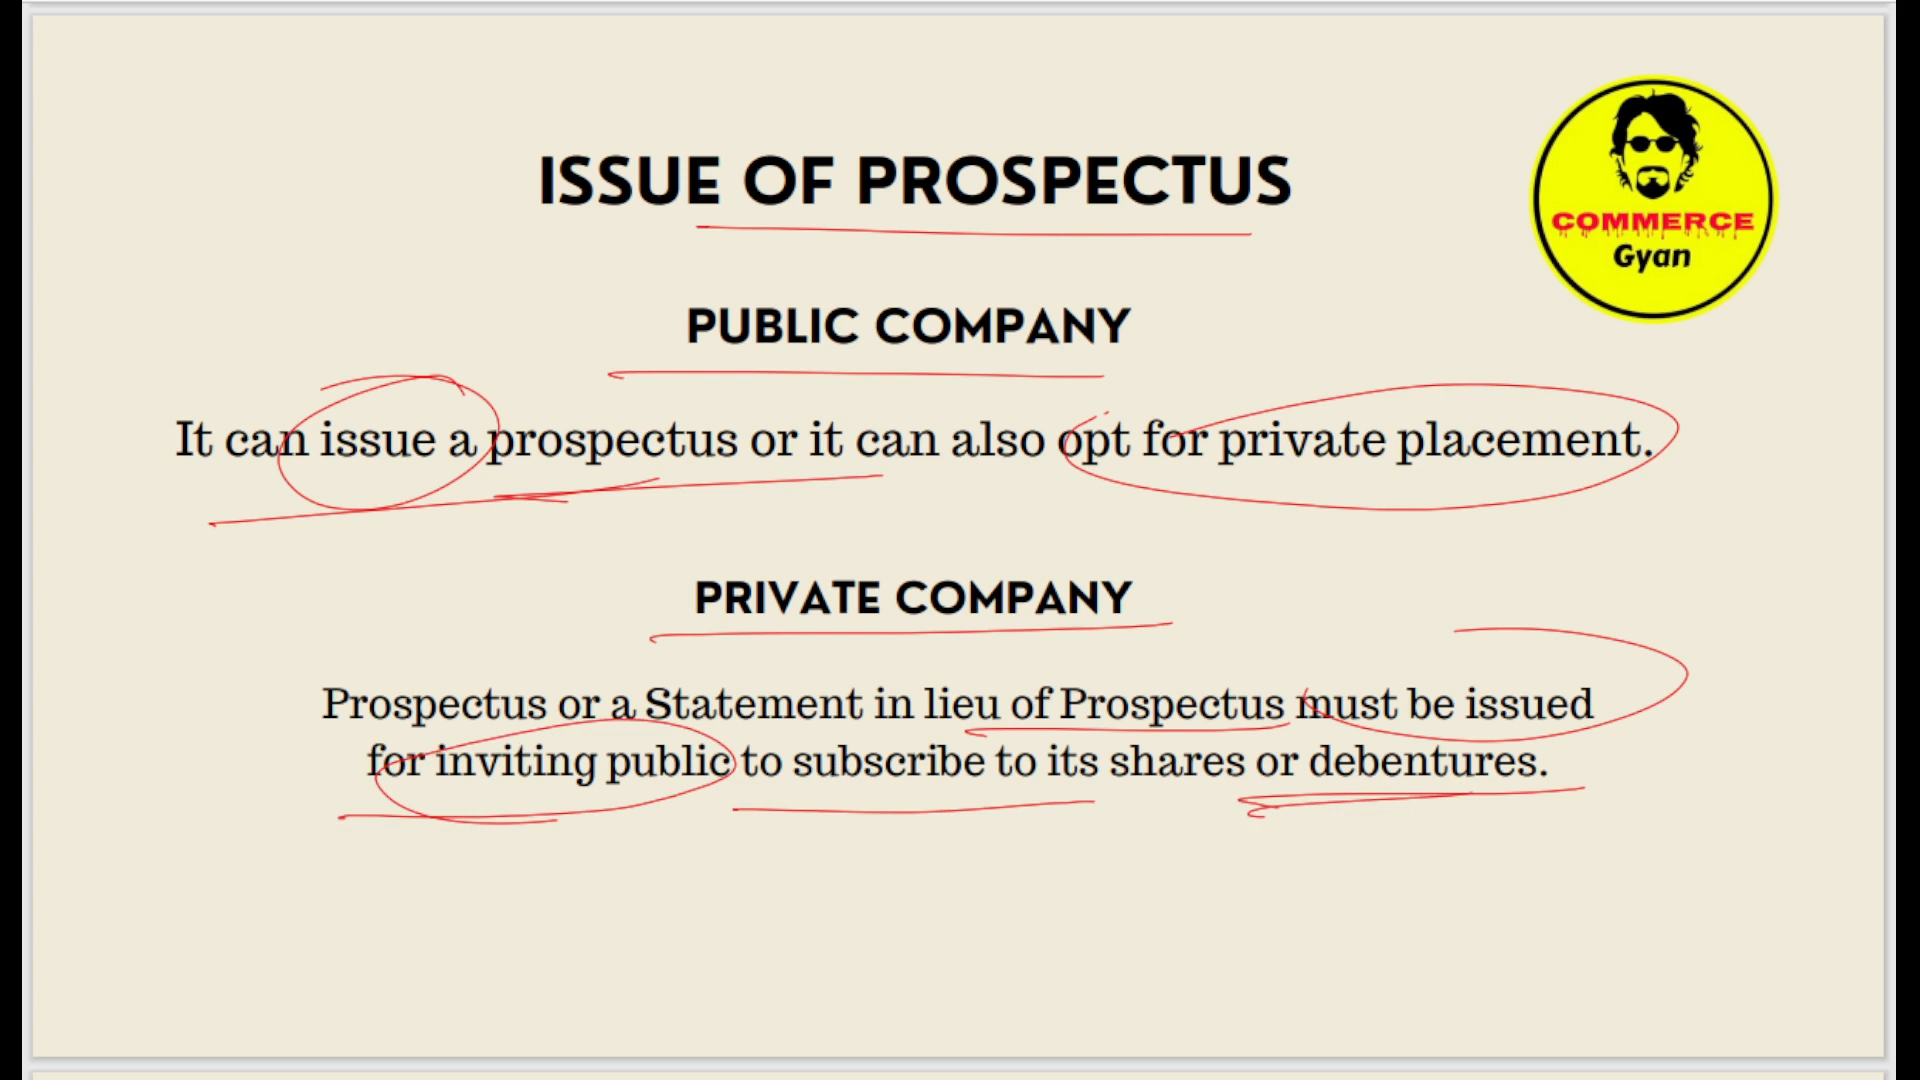 ISSUE OF PROSPECTUS
COMMERCE
Gyan
PUBLIC COMPANY
It can issue a prospectus or it can also opt for private placement.
PRIVATE COMPANY
Prospectus or a Statement in lieu of Prospectus must be issued
for inviting public to subscribe to its shares or debentures.